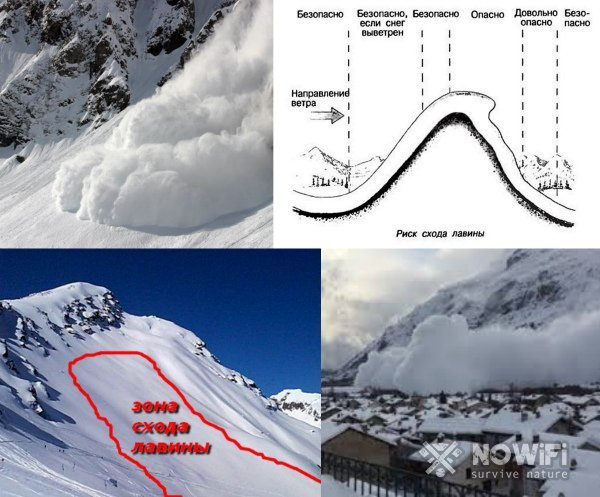 Безопасно
Безопасно,
если снег
выветрен
Безопасно
Опасно
Довольно
опасно
Безо-
пасно
Направление
ветра
Риск схода лавины
зона
схода
лавины
NOWiFi
survive nature